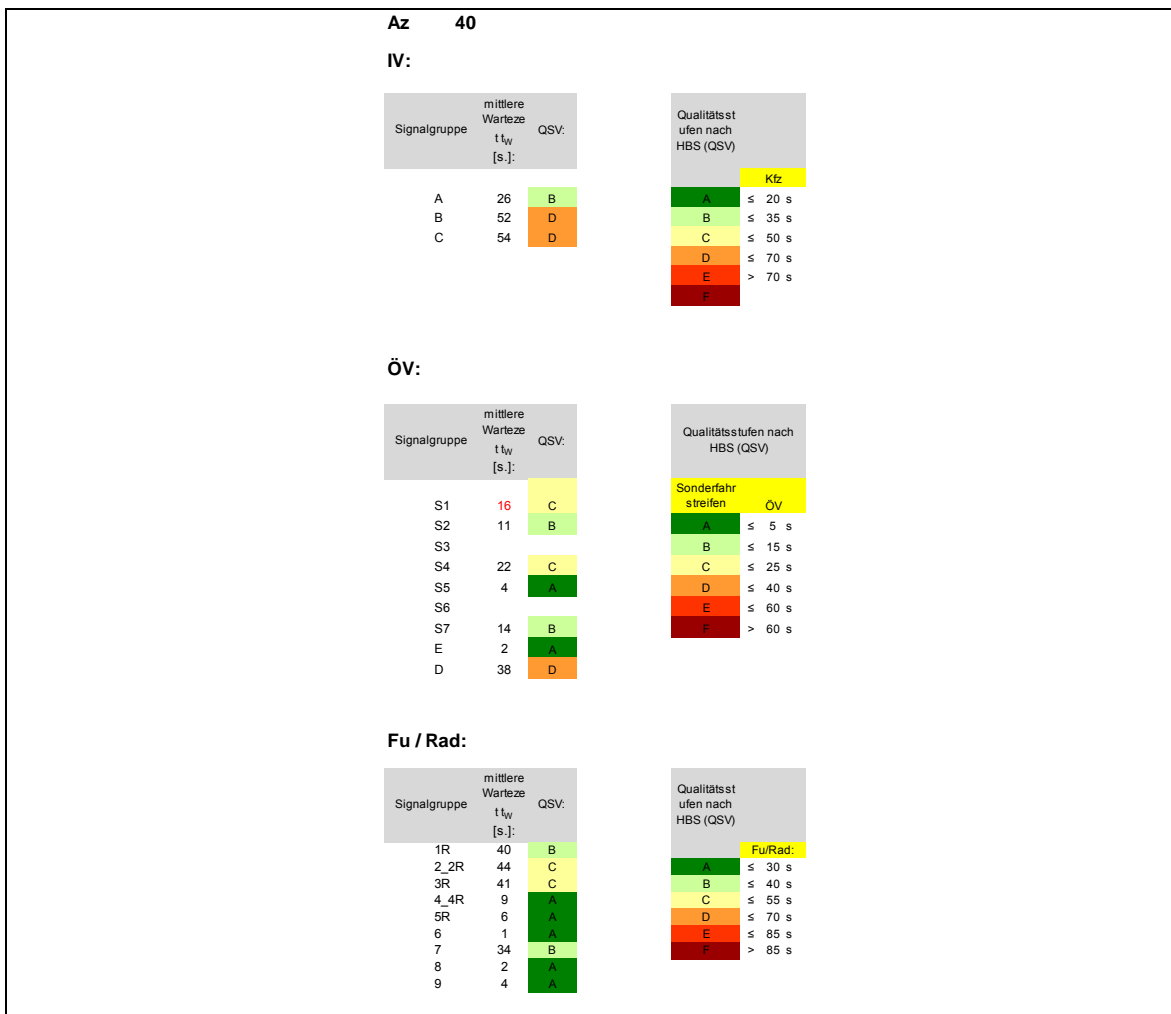 Az 40
IV:
Signalgruppe mittlere Warteze t t_W [s.]: QSV:
A 26 B
B 52 D
C 54 D
Qualitätsst ufen nach HBS (QSV)
Kfz
A ≤ 20 s
B ≤ 35 s
C ≤ 50 s
D ≤ 70 s
E > 70 s
F
ÖV:
Signalgruppe mittlere Warteze t t_W [s.]: QSV:
S1 16 C
S2 11 B
S3
S4 22 C
S5 4 A
S6
S7 14 B
E 2 A
D 38 D
Qualitätsstufen nach HBS (QSV)
Sonderfahr streifen ÖV
A ≤ 5 s
B ≤ 15 s
C ≤ 25 s
D ≤ 40 s
E ≤ 60 s
F > 60 s
Fu / Rad:
Signalgruppe mittlere Warteze t t_W [s.]: QSV:
1R 40 B
2_2R 44 C
3R 41 C
4_4R 9 A
5R 6 A
6 1 A
7 34 B
8 2 A
9 4 A
Qualitätsst ufen nach HBS (QSV)
Fu/Rad:
A ≤ 30 s
B ≤ 40 s
C ≤ 55 s
D ≤ 70 s
E ≤ 85 s
F > 85 s